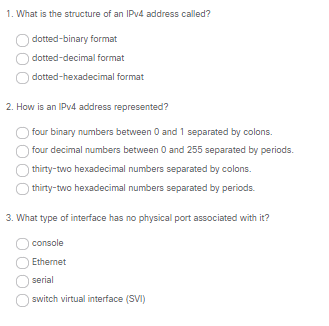 1. What is the structure of an IPv4 address called?
dotted-binary format
dotted-decimal format
dotted-hexadecimal format
2. How is an IPv4 address represented?
four binary numbers between 0 and 1 separated by colons.
four decimal numbers between 0 and 255 separated by periods.
thirty-two hexadecimal numbers separated by colons.
thirty-two hexadecimal numbers separated by periods.
3. What type of interface has no physical port associated with it?
console
Ethernet
serial
switch virtual interface (SVI)